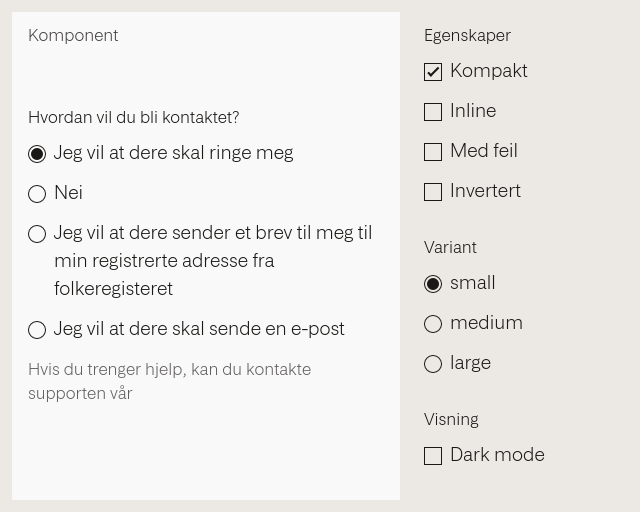 Komponent
Hvordan vil du bli kontaktet?
Jeg vil at dere skal ringe meg
Nei
Jeg vil at dere sender et brev til meg til
min registrerte adresse fra
folkeregisteret
Jeg vil at dere skal sende en e-post
Hvis du trenger hjelp, kan du kontakte
supporten vår
Egenskaper
Kompakt
Inline
Med feil
Invertert
Variant
small
medium
large
Visning
Dark mode